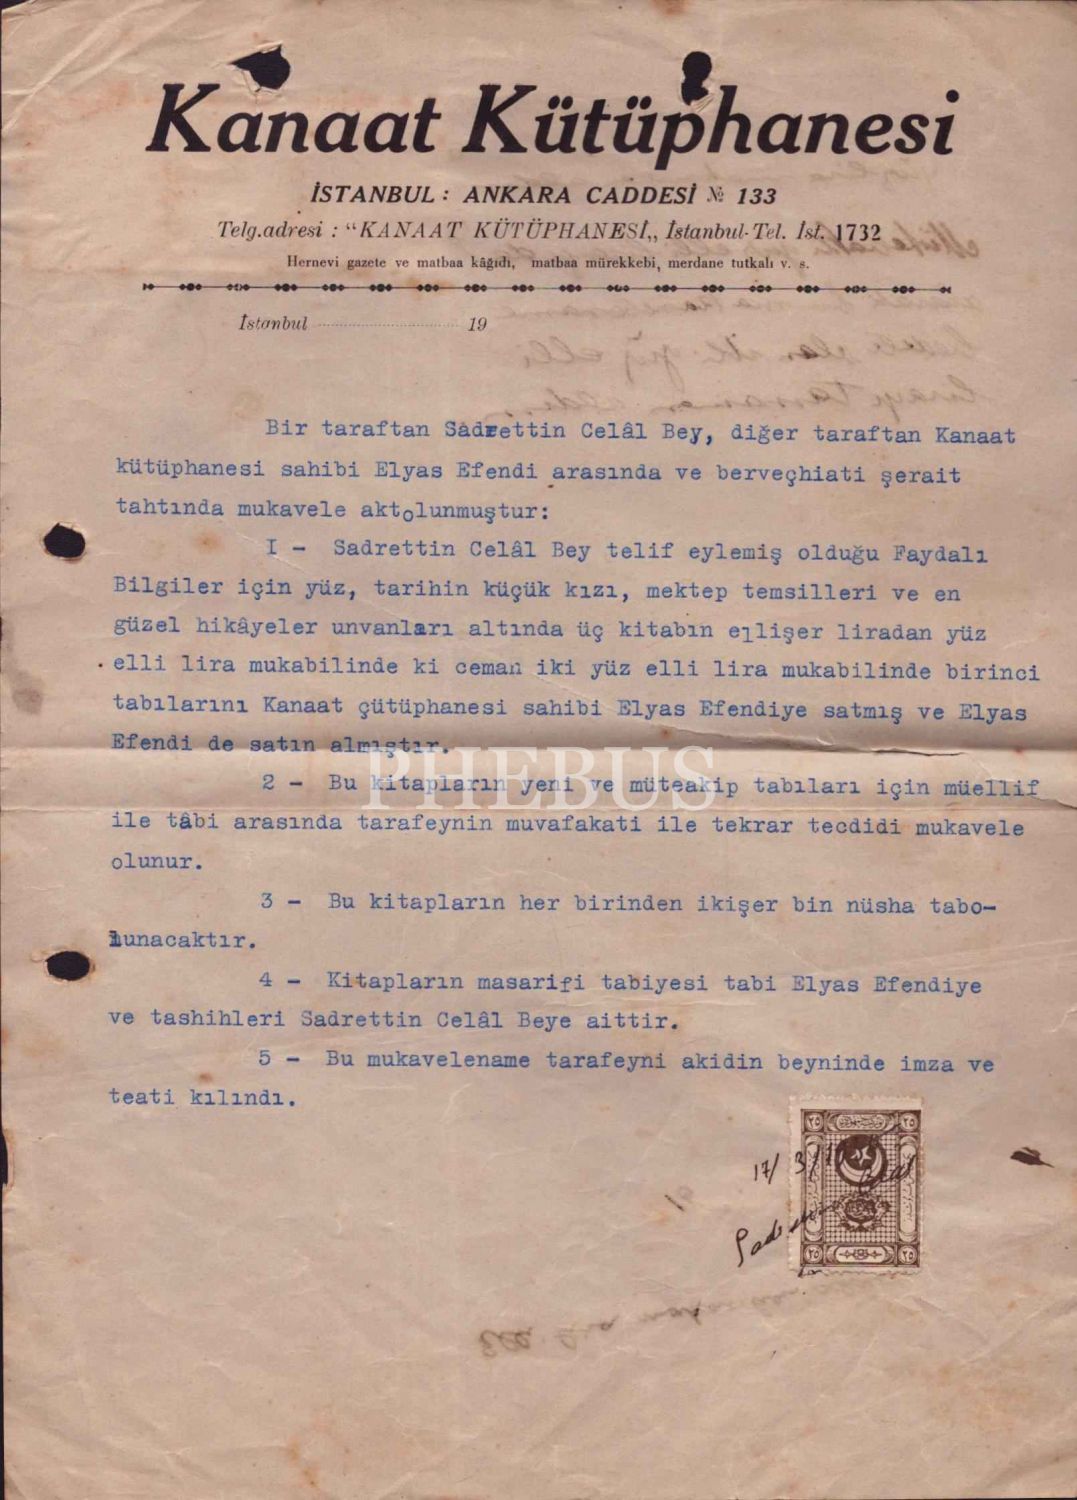 Kanaat Kütüphanesi
İSTANBUL: ANKARA CADDESİ № 133
Telg.adresi : "KANAAT KÜTÜPHANESİ„ İstanbul-Tel. İst. 1732
Hernevi gazete ve matbaa kâğıdı, matbaa mürekkebi, merdane tutkalı v. s.
İstanbul 19
Bir taraftan Sadrettin Celâl Bey, diğer taraftan Kanaat
kütüphanesi sahibi Elyas Efendi arasında ve berveçhiati şerait
tahtında mukavele aktolunmuştur:
I - Sadrettin Celâl Bey telif eylemiş olduğu Faydalı
Bilgiler için yüz, tarihin küçük kızı, mektep temsilleri ve en
güzel hikâyeler unvanları altında üç kitabın ellişer liradan yüz
elli lira mukabilinde ki ceman iki yüz elli lira mukabilinde birinci
tabılarını Kanaat çütüphanesi sahibi Elyas Efendiye satmış ve Elyas
Efendi de satın almıştır.
PHEBUS
2 - Bu kitapların yeni ve müteakip tabıları için müellif
ile tâbi arasında tarafeynin muvafakati ile tekrar tecdidi mukavele
olunur.
3 - Bu kitapların her birinden ikişer bin nüsha tabo-
lunacaktır.
4 - Kitapların masarifi tabiyesi tabi Elyas Efendiye
ve tashihleri Sadrettin Celâl Beye aittir.
5 - Bu mukavelename tarafeyni akidin beyninde imza ve
teati kılındı.
17/3/
٢٥ ٢٥
٢٥ ٢٥